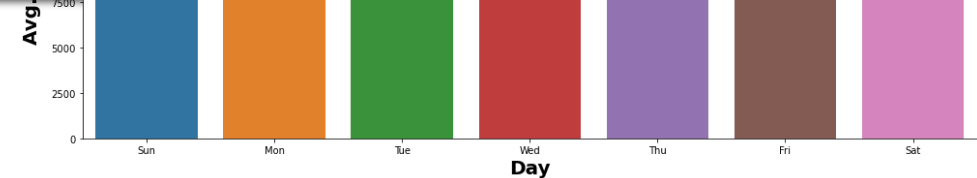 Avg.
7500
5000
2500
0
Sun Mon Tue Wed Thu Fri Sat
Day